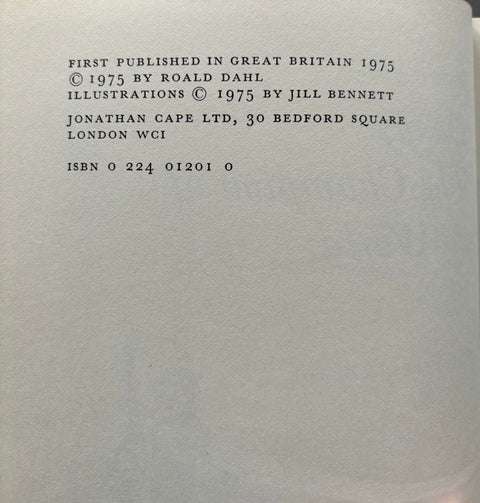 FIRST PUBLISHED IN GREAT BRITAIN 1975
© 1975 BY ROALD DAHL
ILLUSTRATIONS © 1975 BY JILL BENNETT
JONATHAN CAPE LTD, 30 BEDFORD SQUARE
LONDON WCI
ISBN 0 224 01201 0